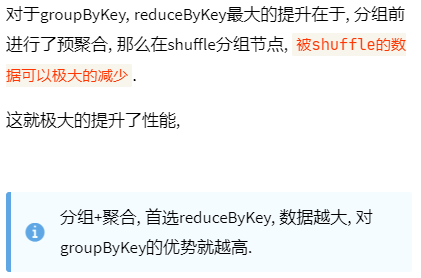 对于groupByKey, reduceByKey最大的提升在于, 分组前
进行了预聚合, 那么在shuffle分组节点, 被shuffle的数
据可以极大的减少.
这就极大的提升了性能,
分组+聚合, 首选reduceByKey, 数据越大, 对
groupByKey的优势就越高.